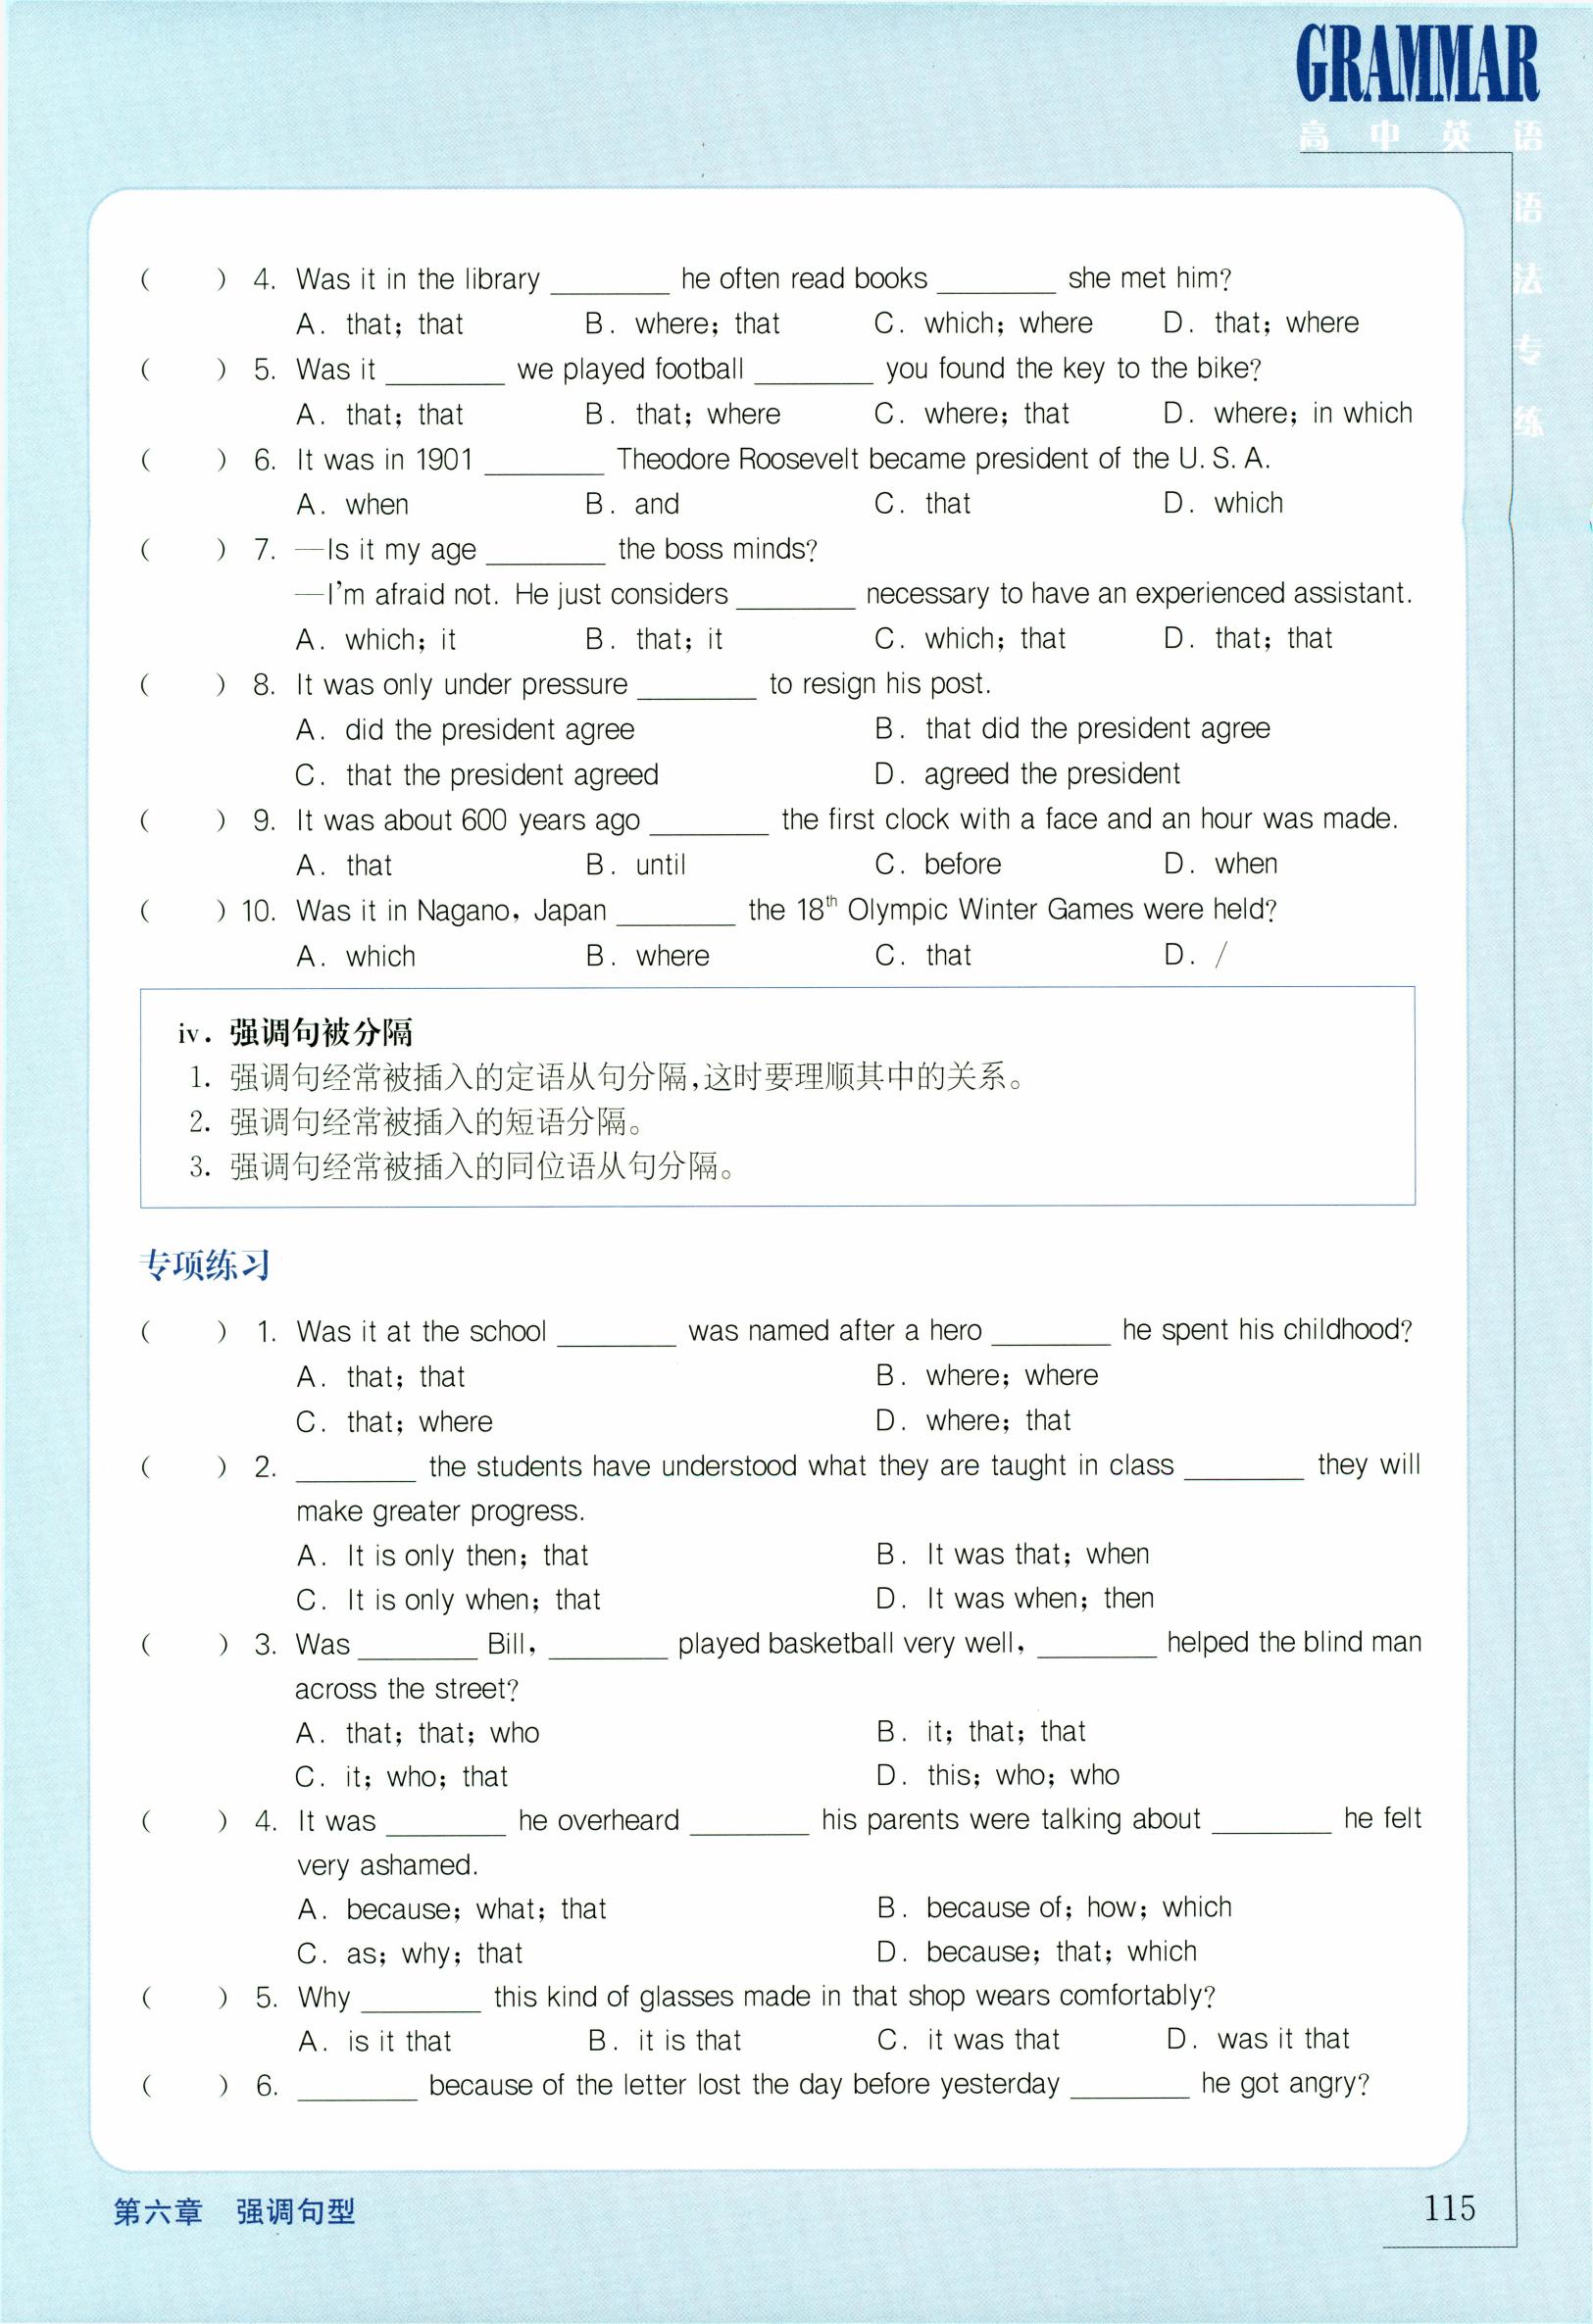 GRAMMAR
高中英语
语法专练
(    ) 4. Was it in the library ________ he often read books ________ she met him?
A. that; that    B. where; that    C. which; where    D. that; where
(    ) 5. Was it ________ we played football ________ you found the key to the bike?
A. that; that    B. that; where    C. where; that    D. where; in which
(    ) 6. It was in 1901 ________ Theodore Roosevelt became president of the U.S.A.
A. when    B. and    C. that    D. which
(    ) 7. —Is it my age ________ the boss minds?
—I'm afraid not. He just considers ________ necessary to have an experienced assistant.
A. which; it    B. that; it    C. which; that    D. that; that
(    ) 8. It was only under pressure ________ to resign his post.
A. did the president agree    B. that did the president agree
C. that the president agreed    D. agreed the president
(    ) 9. It was about 600 years ago ________ the first clock with a face and an hour was made.
A. that    B. until    C. before    D. when
(    ) 10. Was it in Nagano, Japan ________ the 18th Olympic Winter Games were held?
A. which    B. where    C. that    D. /
iv. 强调句被分隔
1. 强调句经常被插入的定语从句分隔,这时要理顺其中的关系。
2. 强调句经常被插入的短语分隔。
3. 强调句经常被插入的同位语从句分隔。
专项练习
(    ) 1. Was it at the school ________ was named after a hero ________ he spent his childhood?
A. that; that    B. where; where
C. that; where    D. where; that
(    ) 2. ________ the students have understood what they are taught in class ________ they will
make greater progress.
A. It is only then; that    B. It was that; when
C. It is only when; that    D. It was when; then
(    ) 3. Was ________ Bill, ________ played basketball very well, ________ helped the blind man
across the street?
A. that; that; who    B. it; that; that
C. it; who; that    D. this; who; who
(    ) 4. It was ________ he overheard ________ his parents were talking about ________ he felt
very ashamed.
A. because; what; that    B. because of; how; which
C. as; why; that    D. because; that; which
(    ) 5. Why ________ this kind of glasses made in that shop wears comfortably?
A. is it that    B. it is that    C. it was that    D. was it that
(    ) 6. ________ because of the letter lost the day before yesterday ________ he got angry?
第六章 强调句型    115